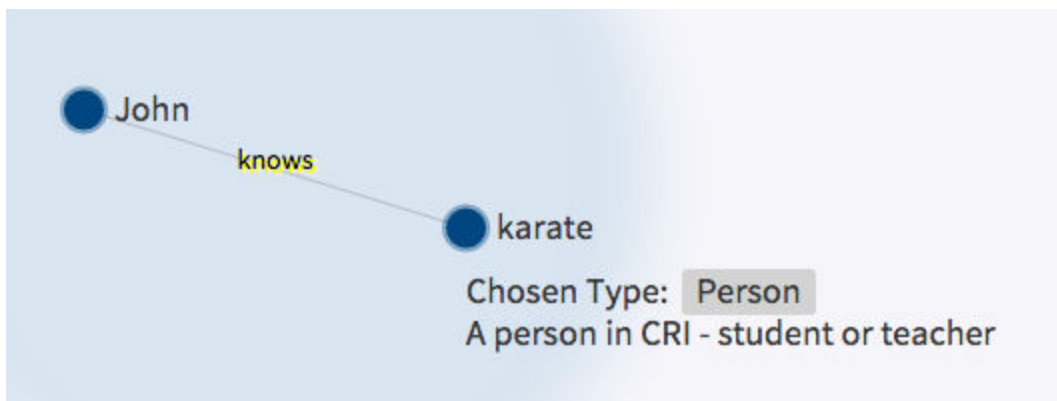 John
knows
karate
Chosen Type: Person
A person in CRI - student or teacher